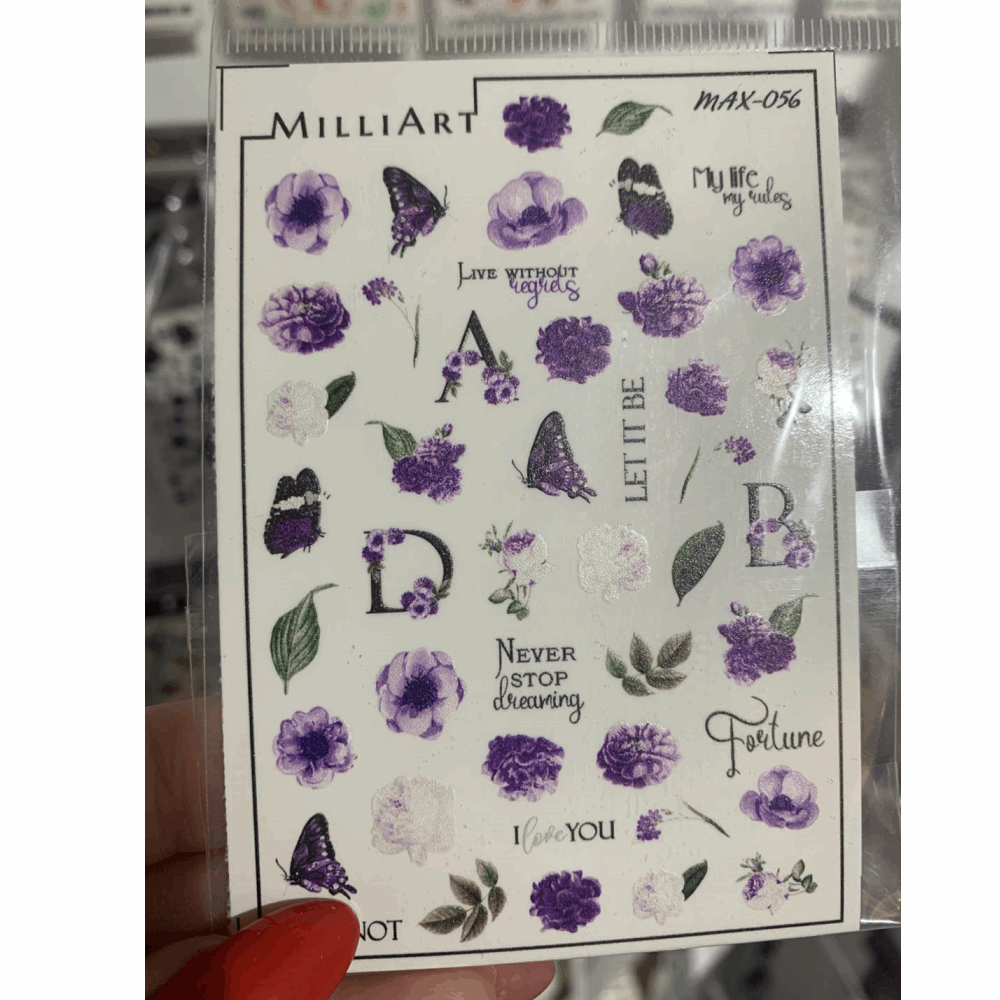 MILLIART
MAX-056
My life
my rules
LIVE WITHOUT
regrets
A
LET IT BE
B
D
NEVER
STOP
dreaming
Fortune
I love YOU
NOT